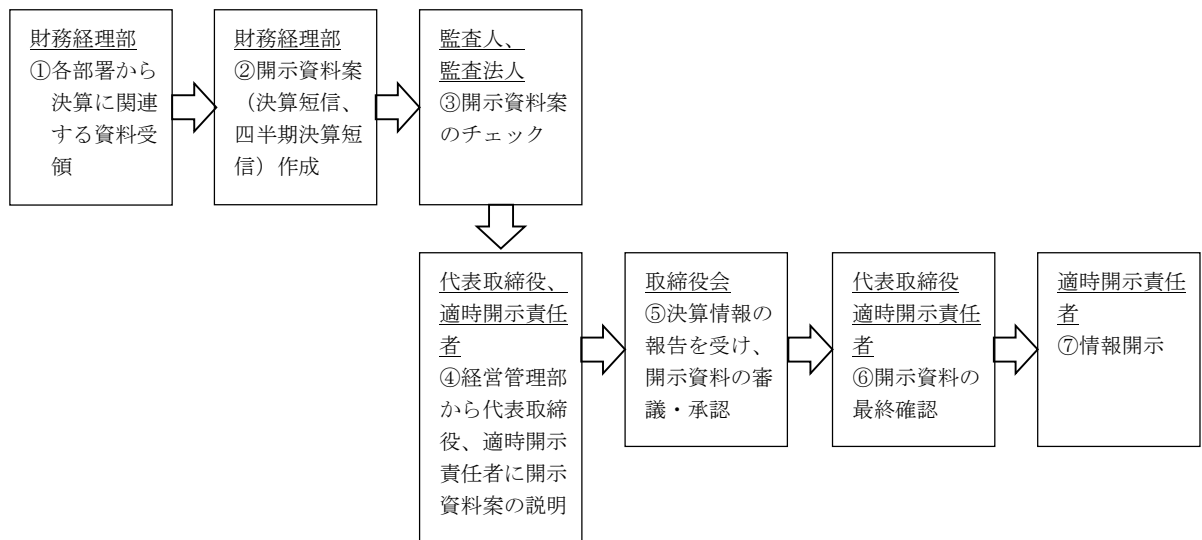 財務経理部
①各部署から
決算に関連
する資料受
領
財務経理部
②開示資料案
（決算短信、
四半期決算短
信）作成
監査人、
監査法人
③開示資料案
のチェック
代表取締役、
適時開示責任
者
④経営管理部
から代表取締
役、適時開示
責任者に開示
資料案の説明
取締役会
⑤決算情報の
報告を受け、
開示資料の審
議・承認
代表取締役
適時開示責任
者
⑥開示資料の
最終確認
適時開示責任
者
⑦情報開示